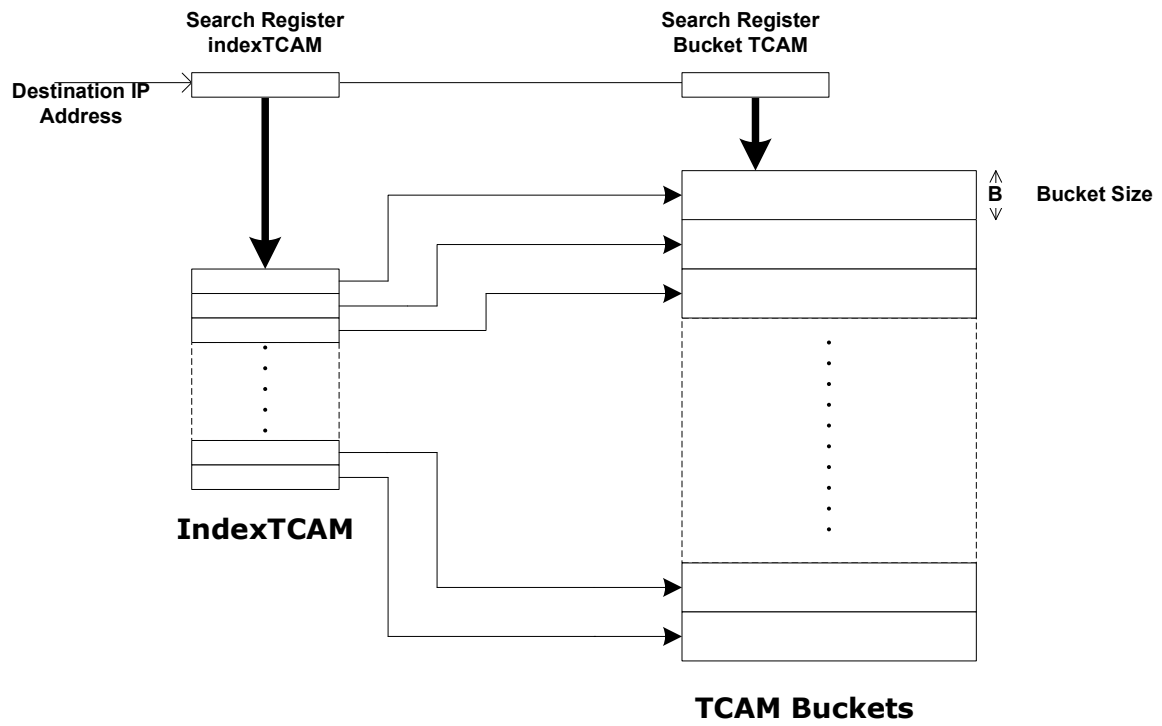 Search Register
indexTCAM
Search Register
Bucket TCAM
Destination IP
Address
B
Bucket Size
IndexTCAM
TCAM Buckets